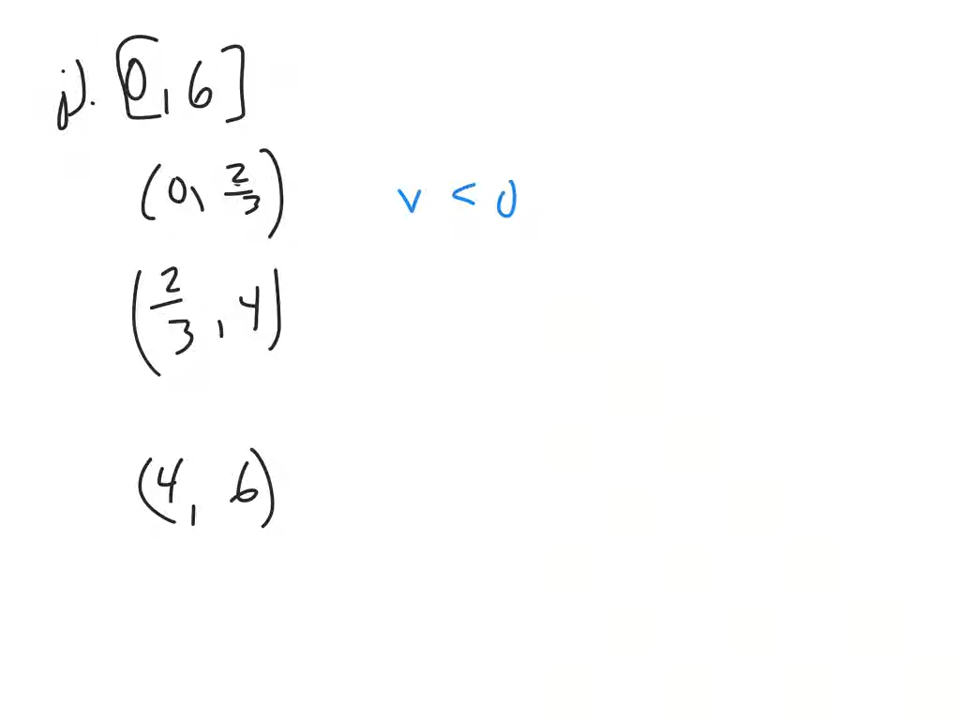 j). [0, 6]
(0, 2/3) v < 0
(2/3, 4)
(4, 6)